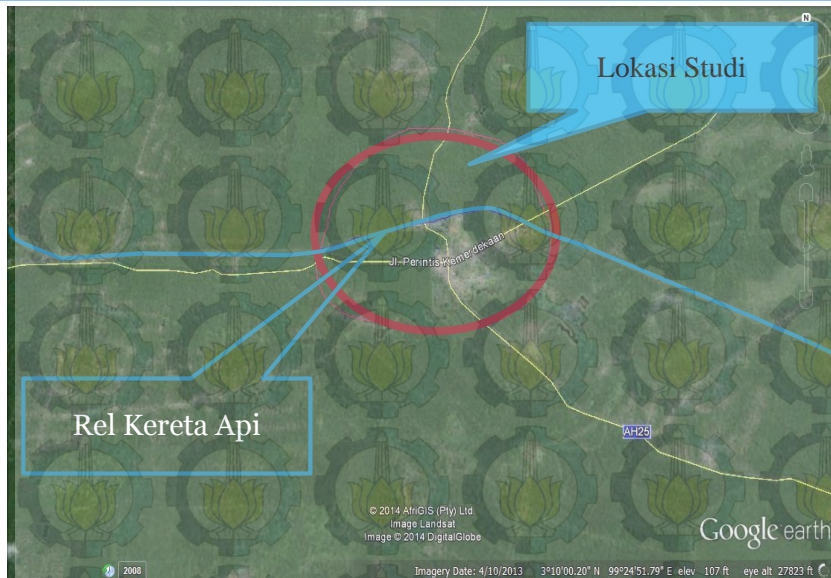 N
Lokasi Studi
Jl. Perintis Kemerdekaan
Rel Kereta Api
AH25
© 2014 AfriGIS (Pty) Ltd.
Image Landsat
Image © 2014 DigitalGlobe
Google earth
2008
Imagery Date: 4/10/2013 3°10'00.20" N 99°24'51.79" E elev 107 ft eye alt 27823 ft